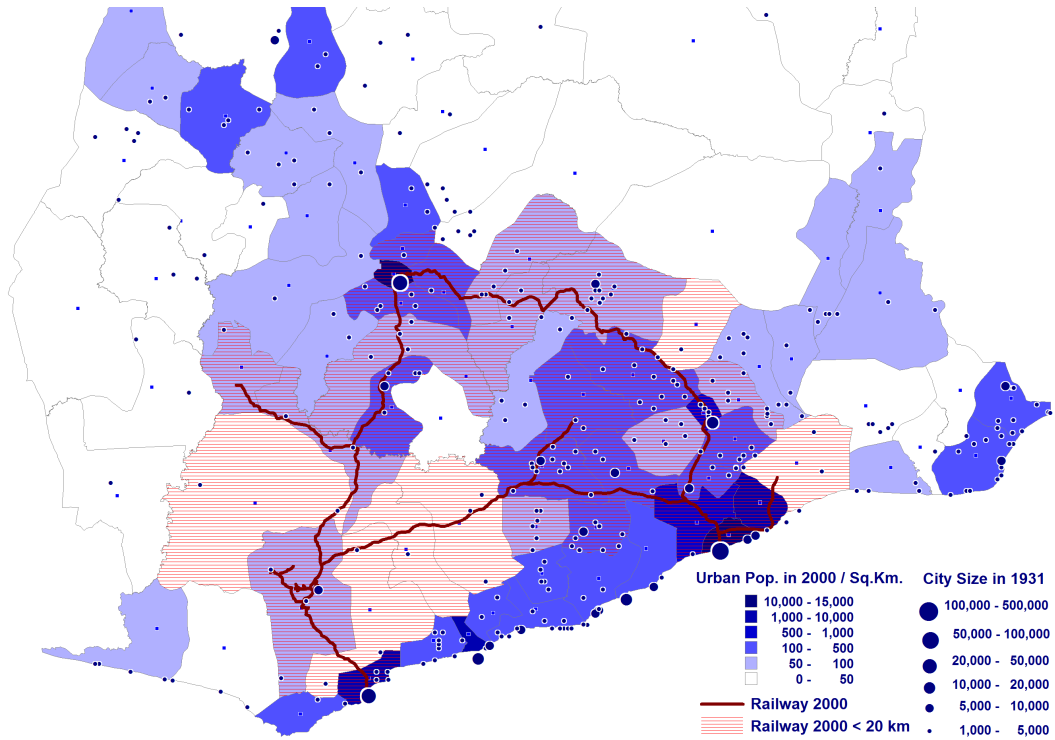 Urban Pop. in 2000 / Sq.Km.
10,000 - 15,000
1,000 - 10,000
500 - 1,000
100 - 500
50 - 100
0 - 50
Railway 2000
Railway 2000 < 20 km
City Size in 1931
100,000 - 500,000
50,000 - 100,000
20,000 - 50,000
10,000 - 20,000
5,000 - 10,000
1,000 - 5,000